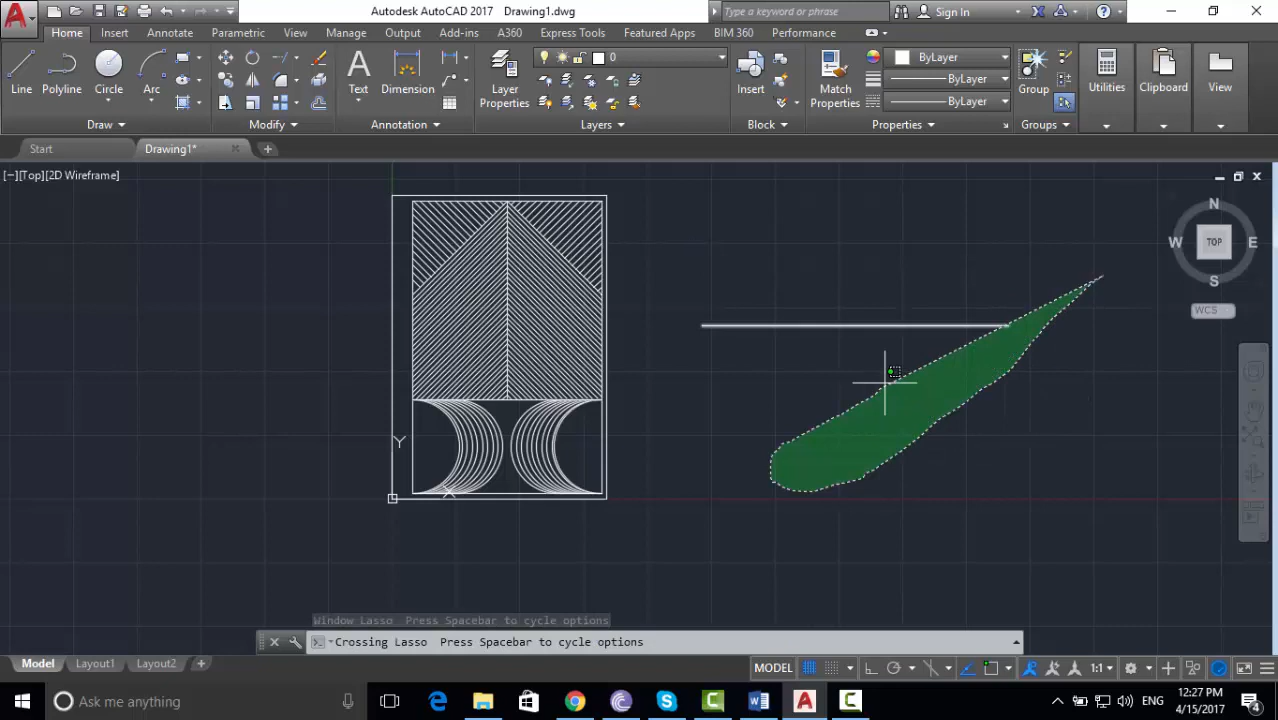 Autodesk AutoCAD 2017 Drawing1.dwg
Type a keyword or phrase
Sign In
Home Insert Annotate Parametric View Manage Output Add-ins A360 Express Tools Featured Apps BIM 360 Performance
Line Polyline Circle Arc
Text Dimension
Layer Properties
0
Insert
Match Properties
ByLayer
ByLayer
ByLayer
Group
Utilities
Clipboard
View
Draw Modify Annotation Layers Block Properties Groups
Start Drawing1*
[−][Top][2D Wireframe]
N
W TOP E
S
WCS
Y
X
Window Lasso Press Spacebar to cycle options
Crossing Lasso Press Spacebar to cycle options
Model Layout1 Layout2
MODEL 1:1
Ask me anything
ENG
12:27 PM
4/15/2017
4